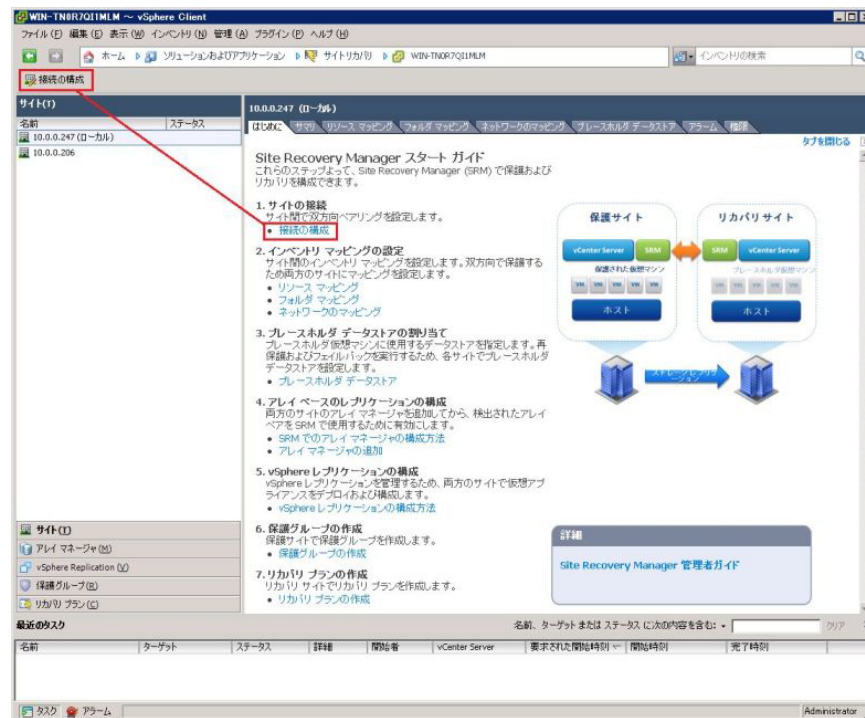 WIN-TN0R7QI1MLM ～ vSphere Client
ファイル(F) 編集(E) 表示(W) インベントリ(N) 管理(A) プラグイン(P) ヘルプ(H)
ホーム ソリューションおよびアプリケーション サイトリカバリ WIN-TN0R7QI1MLM インベントリの検索
接続の構成
サイト(T)
名前 ステータス
10.0.0.247 (ローカル)
10.0.0.206
サイト(T)
アレイ マネージャ(M)
vSphere Replication (V)
保護グループ(R)
リカバリ プラン(C)
10.0.0.247 (ローカル)
はじめに サマリ リソース マッピング フォルダ マッピング ネットワークのマッピング プレースホルダ データストア アラーム 権限
タブを閉じる
Site Recovery Manager スタート ガイド
これらのステップよって、Site Recovery Manager (SRM) で保護および
リカバリを構成できます。
1. サイトの接続
サイト間で双方向ペアリングを設定します。
• 接続の構成
2. インベントリ マッピングの設定
サイト間のインベントリ マッピングを設定します。双方向で保護する
ため両方のサイトにマッピングを設定します。
• リソース マッピング
• フォルダ マッピング
• ネットワークのマッピング
3. プレースホルダ データストアの割り当て
プレースホルダ仮想マシンに使用するデータストアを指定します。再
保護およびフェイルバックを実行するため、各サイトでプレースホルダ
データストアを設定します。
• プレースホルダ データストア
4. アレイ ベースのレプリケーションの構成
両方のサイトのアレイ マネージャを追加してから、検出されたアレイ
ペアを SRM で使用するために有効にします。
• SRM でのアレイ マネージャの構成方法
• アレイ マネージャの追加
5. vSphere レプリケーションの構成
vSphere レプリケーションを管理するため、両方のサイトで仮想アプ
ライアンスをデプロイおよび構成します。
• vSphere レプリケーションの構成方法
6. 保護グループの作成
保護サイトで保護グループを作成します。
• 保護グループの作成
7. リカバリ プランの作成
リカバリ サイトでリカバリ プランを作成します。
• リカバリ プランの作成
保護サイト リカバリサイト
vCenter Server SRM SRM vCenter Server
保護された仮想マシン プレースホルダ仮想マシン
VM VM VM VM VM VM VM VM VM VM
ホスト ホスト
ストレージレプリケ
ーション
詳細
Site Recovery Manager 管理者ガイド
最近のタスク 名前、ターゲット または ステータス に次の内容を含む: クリア
名前 ターゲット ステータス 詳細 開始者 vCenter Server 要求された開始時刻 開始時刻 完了時刻
タスク アラーム Administrator